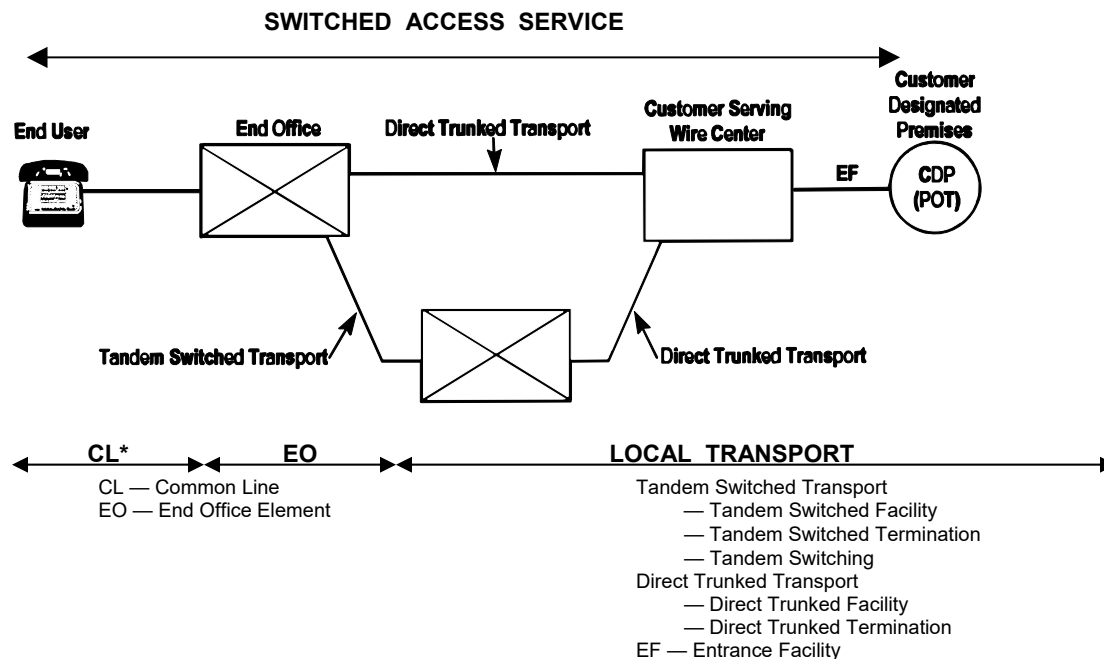 SWITCHED ACCESS SERVICE
Customer
Designated
Premises
End User
End Office
Direct Trunked Transport
Customer Serving
Wire Center
EF
CDP
(POT)
Tandem Switched Transport
Direct Trunked Transport
CL*
EO
LOCAL TRANSPORT
CL — Common Line
EO — End Office Element
Tandem Switched Transport
— Tandem Switched Facility
— Tandem Switched Termination
— Tandem Switching
Direct Trunked Transport
— Direct Trunked Facility
— Direct Trunked Termination
EF — Entrance Facility